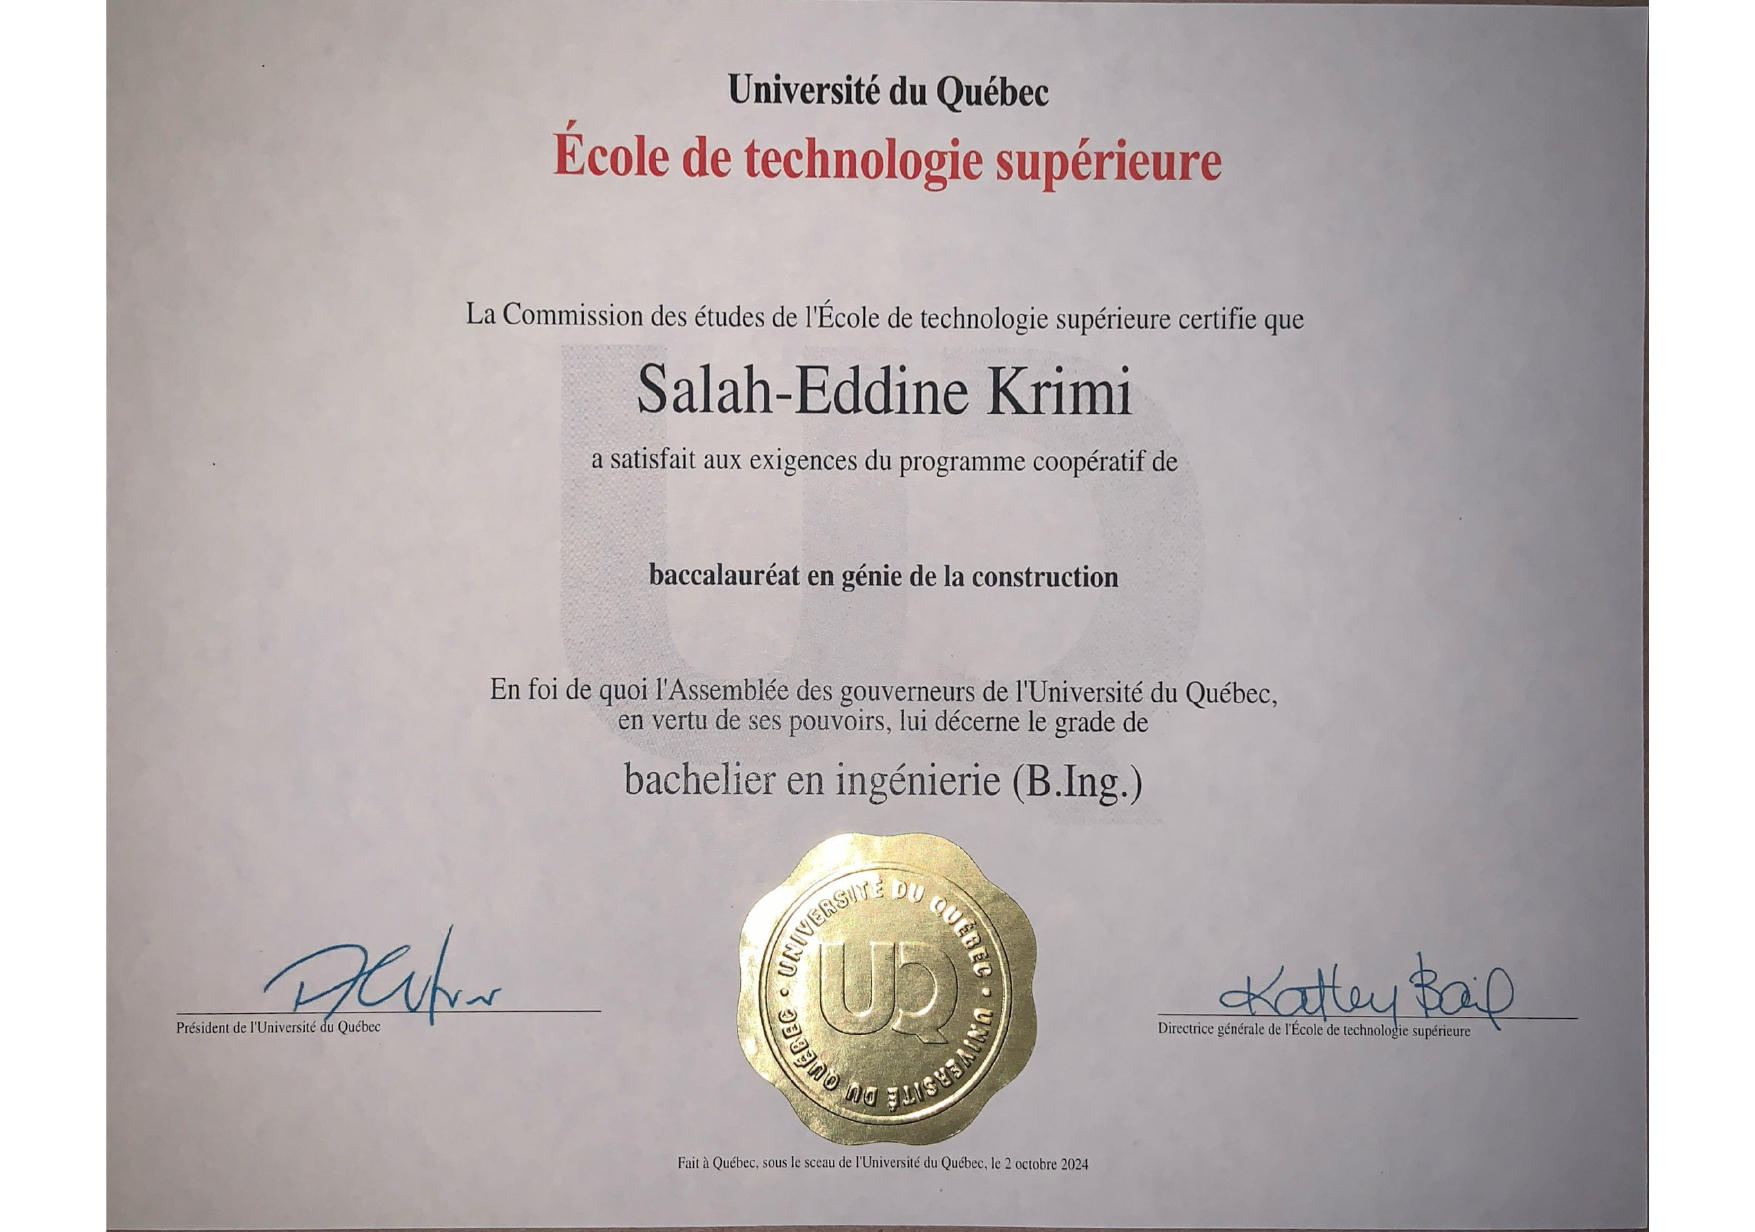 Université du Québec
École de technologie supérieure
La Commission des études de l'École de technologie supérieure certifie que
Salah-Eddine Krimi
a satisfait aux exigences du programme coopératif de
baccalauréat en génie de la construction
En foi de quoi l'Assemblée des gouverneurs de l'Université du Québec,
en vertu de ses pouvoirs, lui décerne le grade de
bachelier en ingénierie (B.Ing.)
UNIVERSITÉ DU QUÉBEC • UNIVERSITÉ DU QUÉBEC •
UQ
Kathy Baig
Président de l'Université du Québec
Directrice générale de l'École de technologie supérieure
Fait à Québec, sous le sceau de l'Université du Québec, le 2 octobre 2024